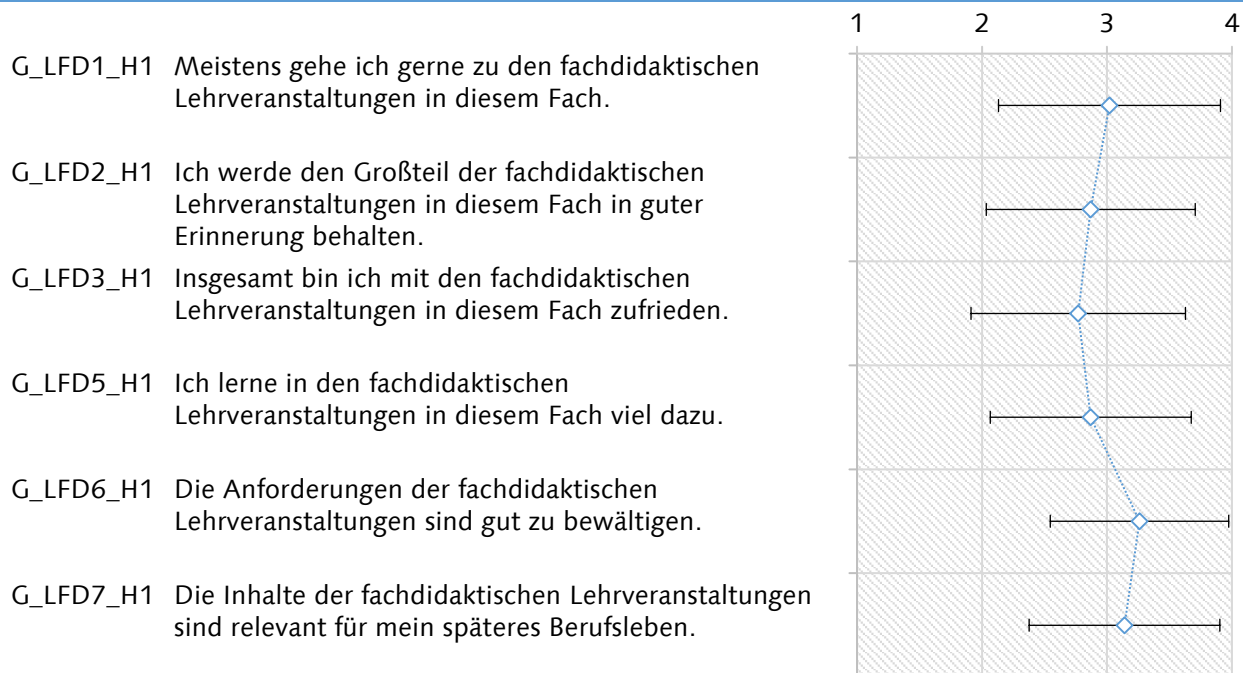 1 2 3 4
G_LFD1_H1 Meistens gehe ich gerne zu den fachdidaktischen
Lehrveranstaltungen in diesem Fach.
G_LFD2_H1 Ich werde den Großteil der fachdidaktischen
Lehrveranstaltungen in diesem Fach in guter
Erinnerung behalten.
G_LFD3_H1 Insgesamt bin ich mit den fachdidaktischen
Lehrveranstaltungen in diesem Fach zufrieden.
G_LFD5_H1 Ich lerne in den fachdidaktischen
Lehrveranstaltungen in diesem Fach viel dazu.
G_LFD6_H1 Die Anforderungen der fachdidaktischen
Lehrveranstaltungen sind gut zu bewältigen.
G_LFD7_H1 Die Inhalte der fachdidaktischen Lehrveranstaltungen
sind relevant für mein späteres Berufsleben.